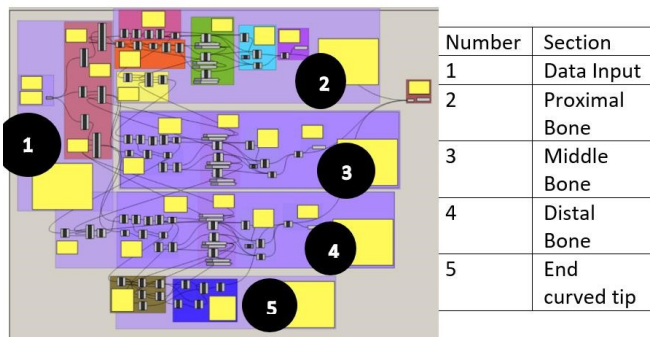 1
2
3
4
5
Number Section
1 Data Input
2 Proximal
Bone
3 Middle
Bone
4 Distal
Bone
5 End
curved tip